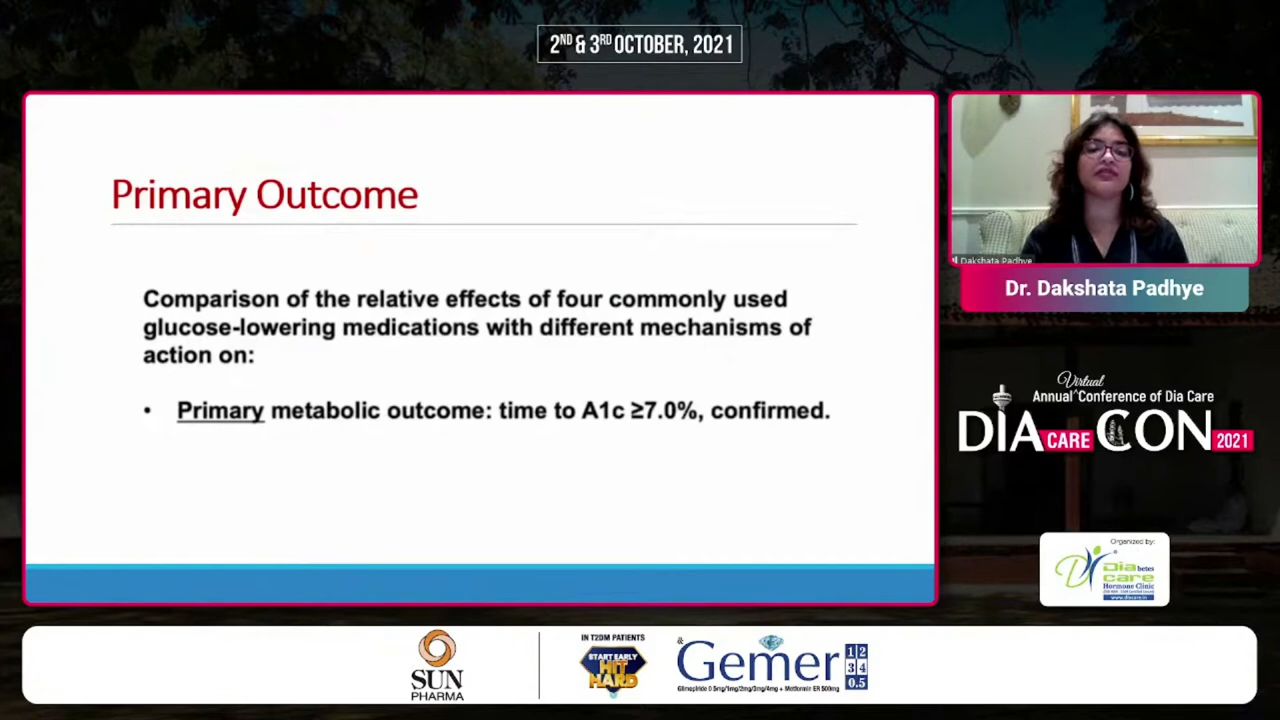 2ND & 3RD OCTOBER, 2021
Primary Outcome
Comparison of the relative effects of four commonly used
glucose-lowering medications with different mechanisms of
action on:
• Primary metabolic outcome: time to A1c ≥7.0%, confirmed.
Dakshata Padhye
Dr. Dakshata Padhye
Virtual
Annual Conference of Dia Care
DIA CARE CON 2021
Organized by:
Diabetes
care
Hormone Clinic
www.diacare.in
SUN
PHARMA
IN T2DM PATIENTS
START EARLY
HIT
HARD
&
Gemer
1 2
3 4
0.5
Glimepiride 0.5mg/1mg/2mg/3mg/4mg + Metformin ER 500mg